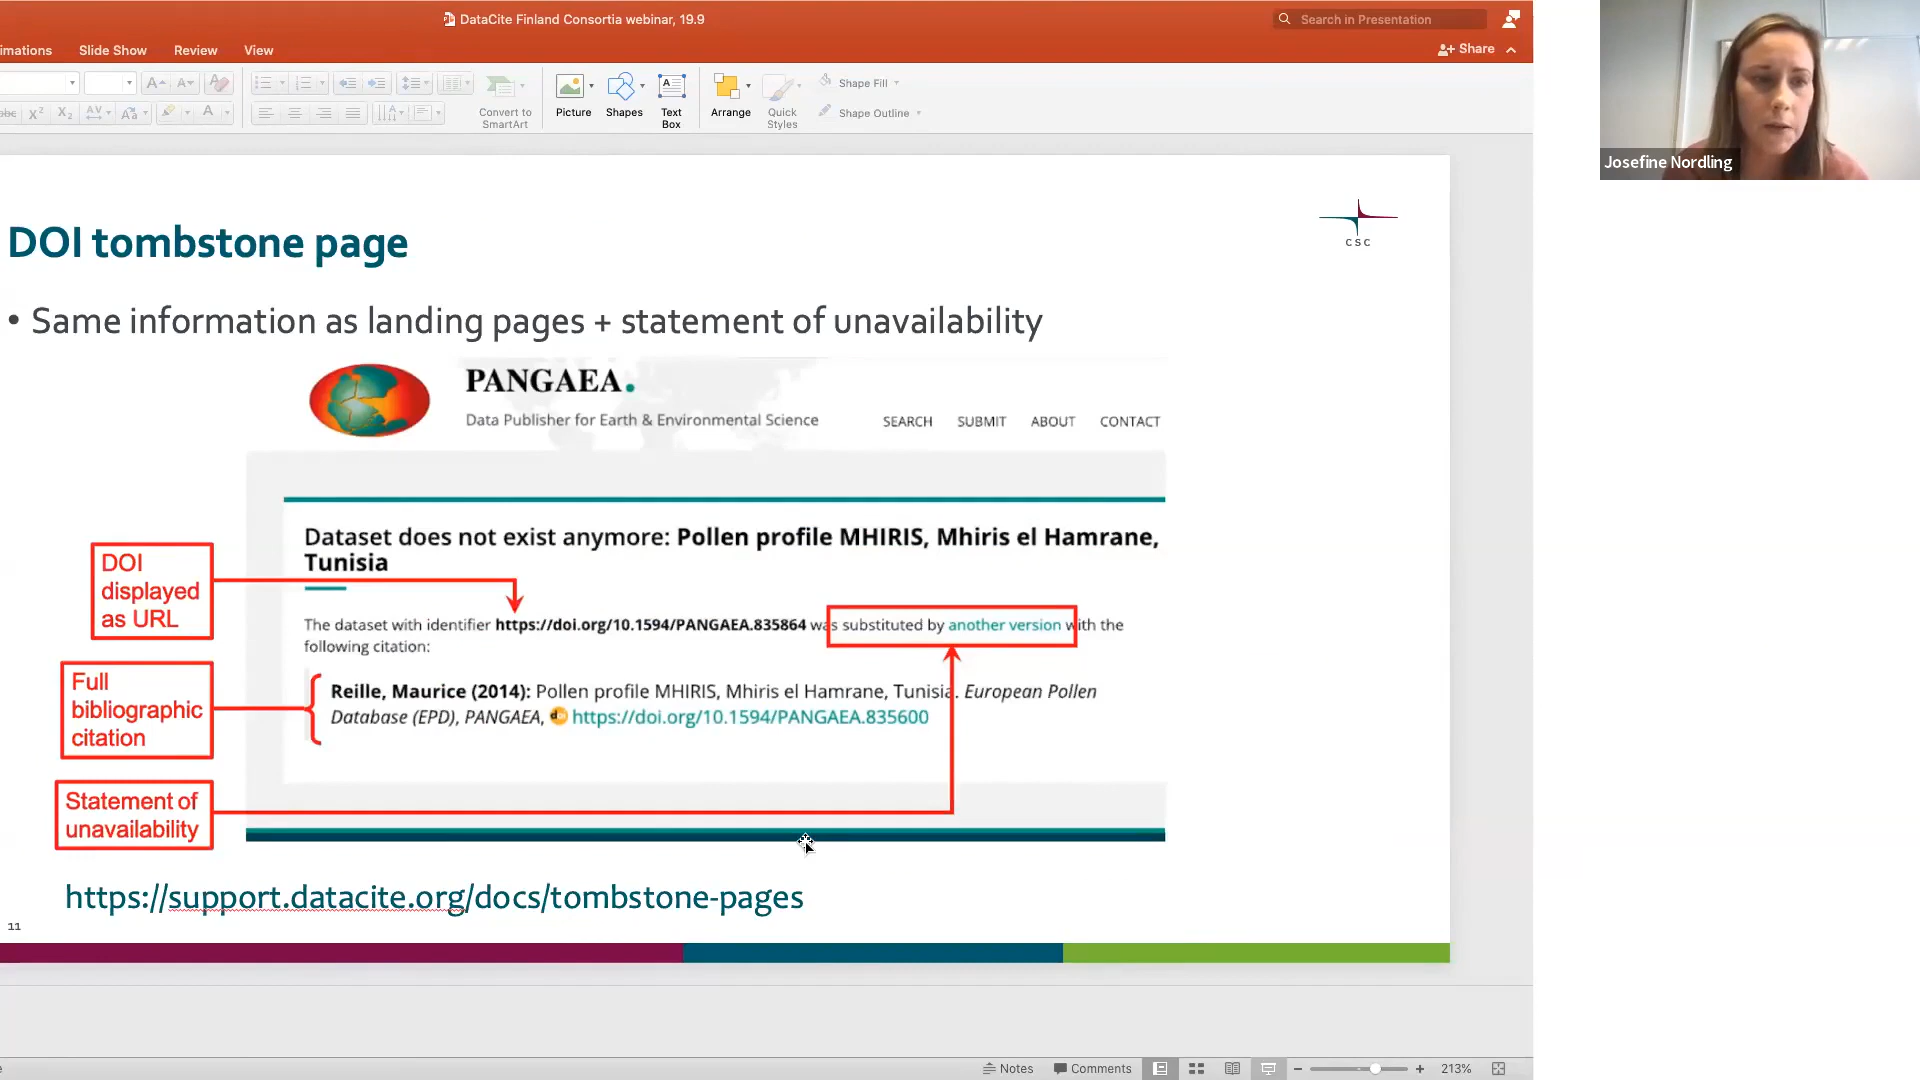 DataCite Finland Consortia webinar, 19.9
Search in Presentation
imations
Slide Show
Review
View
Share
Convert to
SmartArt
Picture
Shapes
Text
Box
Arrange
Quick
Styles
Shape Fill
Shape Outline
Josefine Nordling
CSC
DOI tombstone page
• Same information as landing pages + statement of unavailability
PANGAEA.
Data Publisher for Earth & Environmental Science
SEARCH
SUBMIT
ABOUT
CONTACT
Dataset does not exist anymore: Pollen profile MHIRIS, Mhiris el Hamrane,
Tunisia
DOI
displayed
as URL
The dataset with identifier https://doi.org/10.1594/PANGAEA.835864 was substituted by another version with the
following citation:
Full
bibliographic
citation
Reille, Maurice (2014): Pollen profile MHIRIS, Mhiris el Hamrane, Tunisia. European Pollen
Database (EPD), PANGAEA, https://doi.org/10.1594/PANGAEA.835600
Statement of
unavailability
https://support.datacite.org/docs/tombstone-pages
11
Notes
Comments
213%